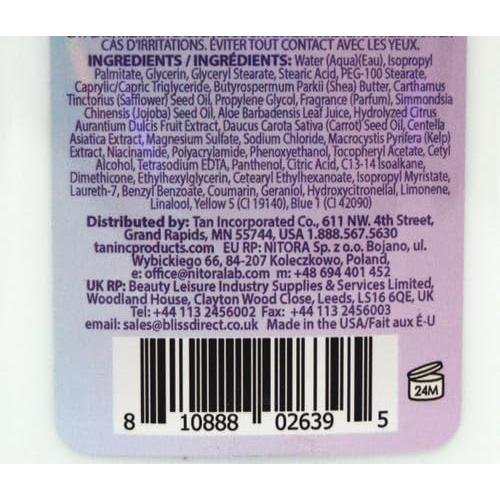 CAS D'IRRITATIONS. ÉVITER TOUT CONTACT AVEC LES YEUX.
INGREDIENTS / INGRÉDIENTS: Water (Aqua)(Eau), Isopropyl
Palmitate, Glycerin, Glyceryl Stearate, Stearic Acid, PEG-100 Stearate,
Caprylic/Capric Triglyceride, Butyrospermum Parkii (Shea) Butter, Carthamus
Tinctorius (Safflower) Seed Oil, Propylene Glycol, Fragrance (Parfum), Simmondsia
Chinensis (Jojoba) Seed Oil, Aloe Barbadensis Leaf Juice, Hydrolyzed Citrus
Aurantium Dulcis Fruit Extract, Daucus Carota Sativa (Carrot) Seed Oil, Centella
Asiatica Extract, Magnesium Sulfate, Sodium Chloride, Macrocystis Pyrifera (Kelp)
Extract, Niacinamide, Polyacrylamide, Phenoxyethanol, Tocopheryl Acetate, Cetyl
Alcohol, Tetrasodium EDTA, Panthenol, Citric Acid, C13-14 Isoalkane,
Dimethicone, Ethylhexylglycerin, Cetearyl Ethylhexanoate, Isopropyl Myristate,
Laureth-7, Benzyl Benzoate, Coumarin, Geraniol, Hydroxycitronellal, Limonene,
Linalool, Yellow 5 (CI 19140), Blue 1 (CI 42090)
Distributed by: Tan Incorporated Co., 611 NW. 4th Street,
Grand Rapids, MN 55744, USA 1.888.567.5630
tanincproducts.com EU RP: NITORA Sp. z o.o. Bojano, ul.
Wybickiego 66, 84-207 Koleczkowo, Poland,
e: office@nitoralab.com m: +48 694 401 452
UK RP: Beauty Leisure Industry Supplies & Services Limited,
Woodland House, Clayton Wood Close, Leeds, LS16 6QE, UK
Tel: +44 113 2456002 Fax: +44 113 2456003
email: sales@blissdirect.co.uk Made in the USA/Fait aux É-U
24M
8 10888 02639 5